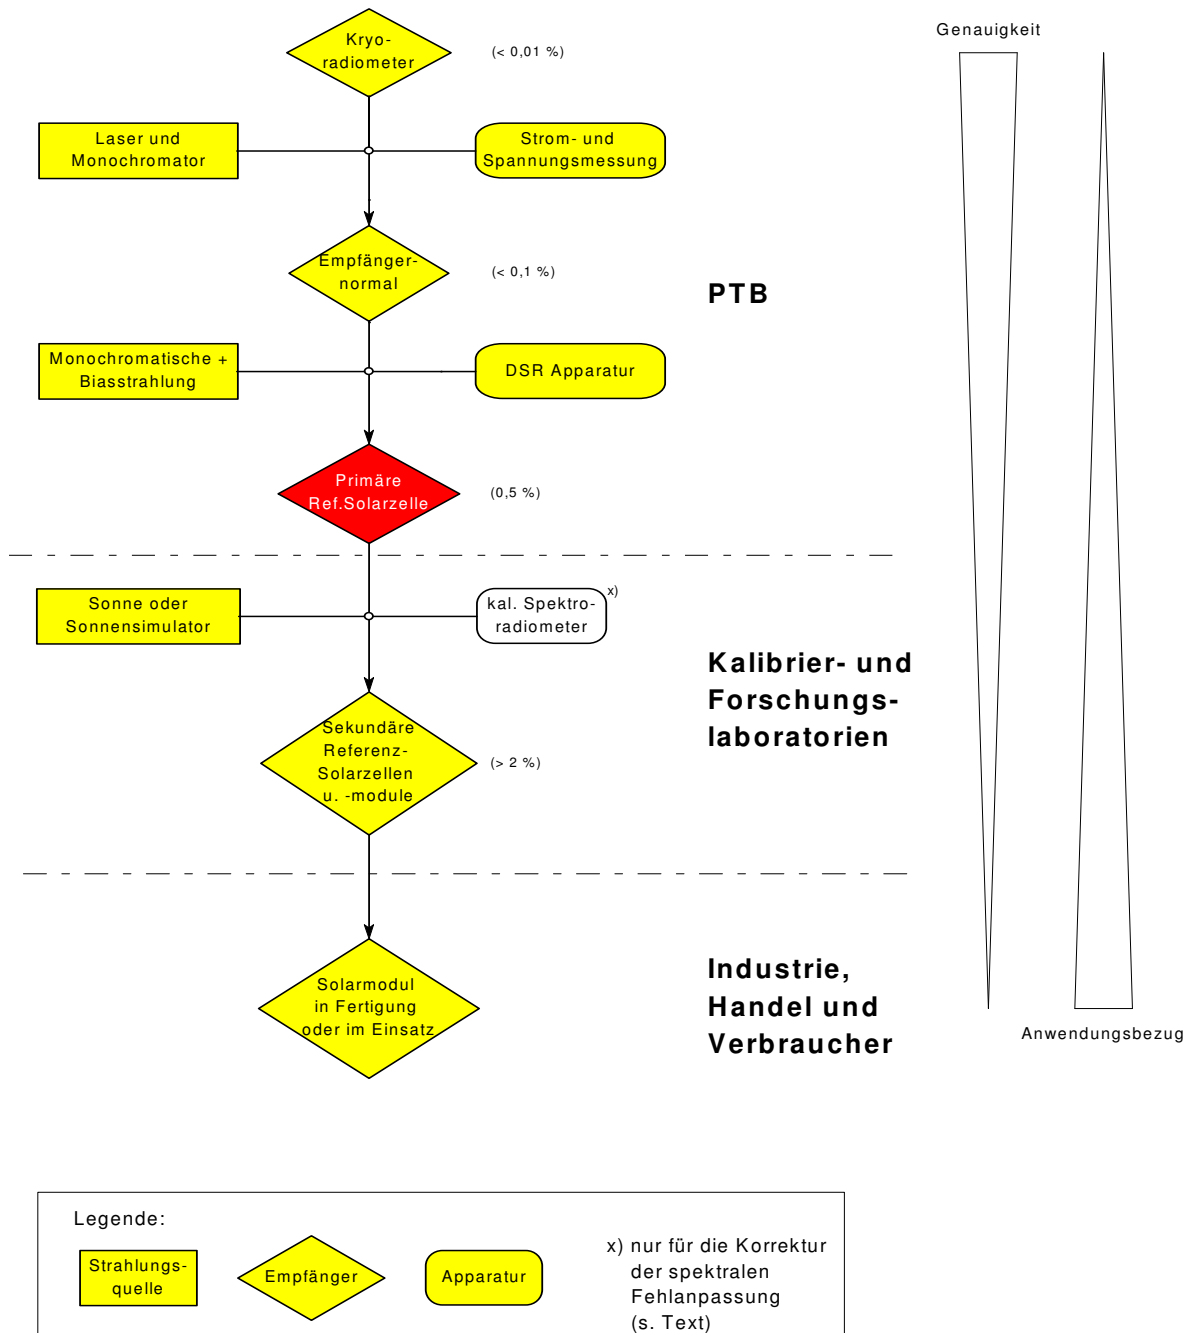 Genauigkeit
Kryo-
radiometer
(< 0,01 %)
Laser und
Monochromator
Strom- und
Spannungsmessung
Empfänger-
normal
(< 0,1 %)
PTB
Monochromatische +
Biasstrahlung
DSR Apparatur
Primäre
Ref.Solarzelle
(0,5 %)
Sonne oder
Sonnensimulator
kal. Spektro-
radiometer
x)
Kalibrier- und
Forschungs-
laboratorien
Sekundäre
Referenz-
Solarzellen
u. -module
(> 2 %)
Solarmodul
in Fertigung
oder im Einsatz
Industrie,
Handel und
Verbraucher
Anwendungsbezug
Legende:
Strahlungs-
quelle
Empfänger
Apparatur
x) nur für die Korrektur
der spektralen
Fehlanpassung
(s. Text)